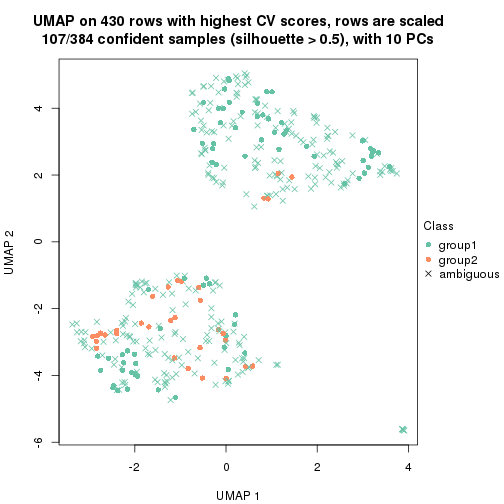 UMAP on 430 rows with highest CV scores, rows are scaled
107/384 confident samples (silhouette > 0.5), with 10 PCs
4
2
0
-2
-4
-6
UMAP 2
Class
group1
group2
ambiguous
-2
0
2
4
UMAP 1